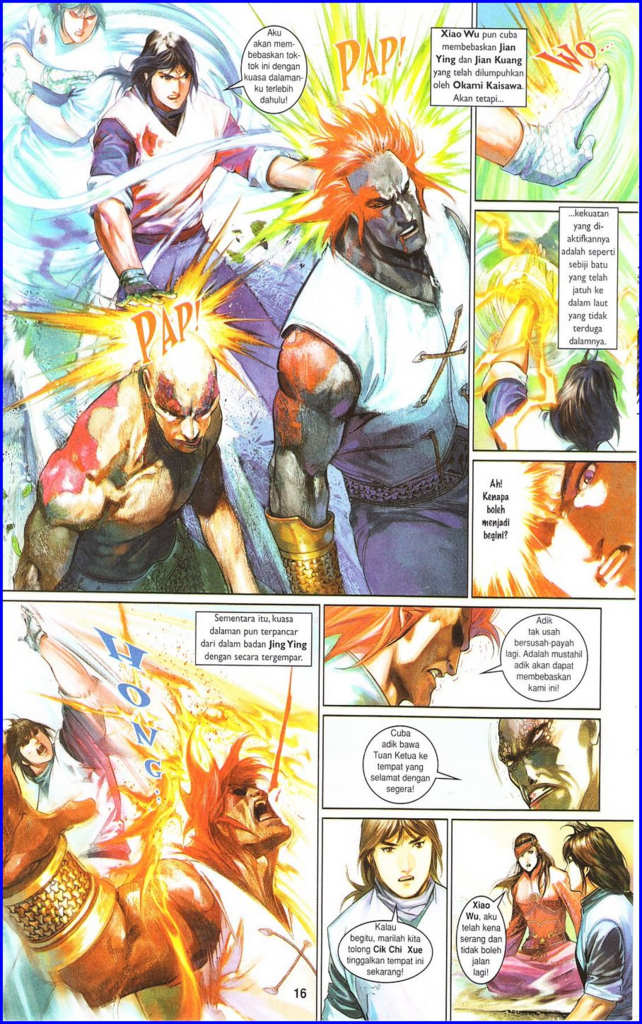 Aku
akan mem-
bebaskan tok-
tok ini dengan
kuasa dalaman-
ku terlebih
dahulu!
PAP!
PAP!
Xiao Wu pun cuba
membebaskan Jian
Ying dan Jian Kuang
yang telah dilumpuhkan
oleh Okami Kaisawa.
Akan tetapi...
WO...
...kekuatan
yang di-
aktifkannya
adalah seperti
sebiji batu
yang telah
jatuh ke
dalam laut
yang tidak
terduga
dalamnya.
Ah!
Kenapa
boleh
menjadi
begini?
HONG...
Sementara itu, kuasa
dalaman pun terpancar
dari dalam badan Jing Ying
dengan secara tergempar.
Adik
tak usah
bersusah-payah
lagi. Adalah mustahil
adik akan dapat
membebaskan
kami ini!
Cuba
adik bawa
Tuan Ketua ke
tempat yang
selamat dengan
segera!
Kalau
begitu, marilah kita
tolong Cik Chi Xue
tinggalkan tempat ini
sekarang!
Xiao
Wu, aku
telah kena
serang dan
tidak boleh
jalan
lagi!
16